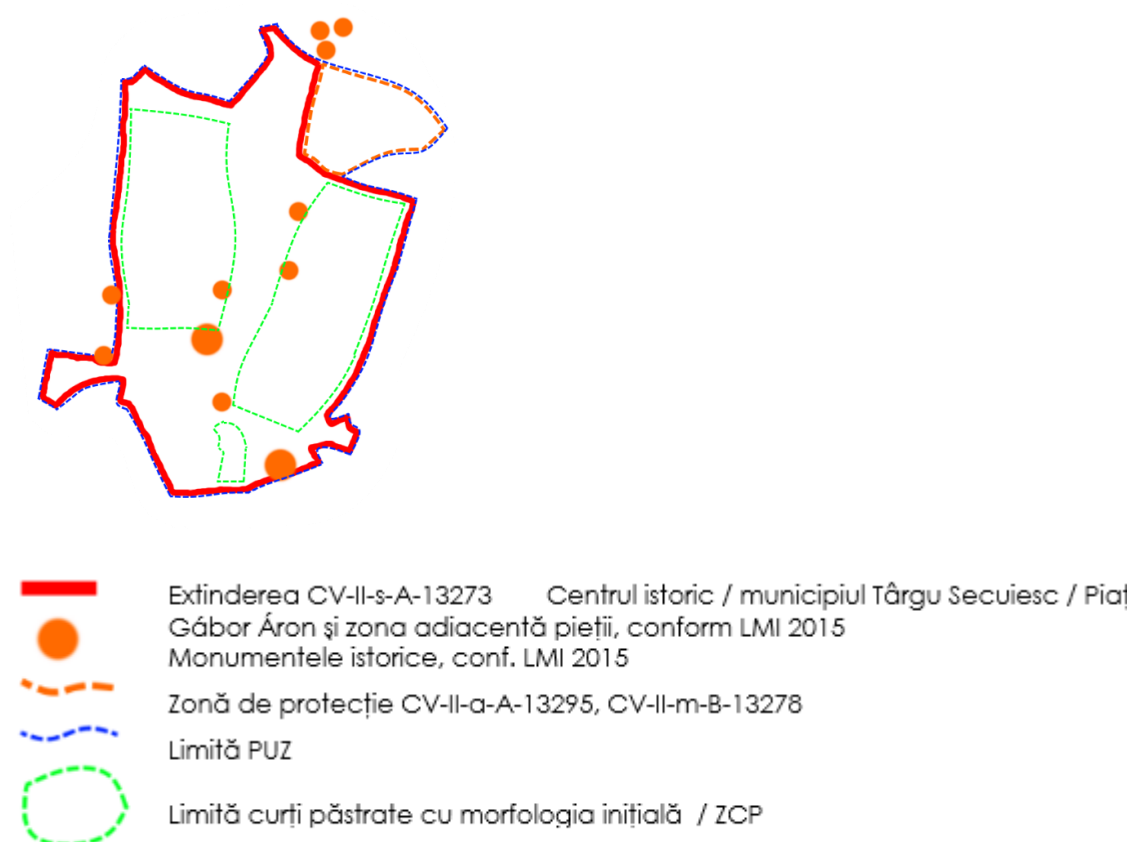 Extinderea CV-II-s-A-13273 Centrul istoric / municipiul Târgu Secuiesc / Piaț
Gábor Áron şi zona adiacentă pieții, conform LMI 2015
Monumentele istorice, conf. LMI 2015
Zonă de protecție CV-II-a-A-13295, CV-II-m-B-13278
Limită PUZ
Limită curți păstrate cu morfologia inițială / ZCP